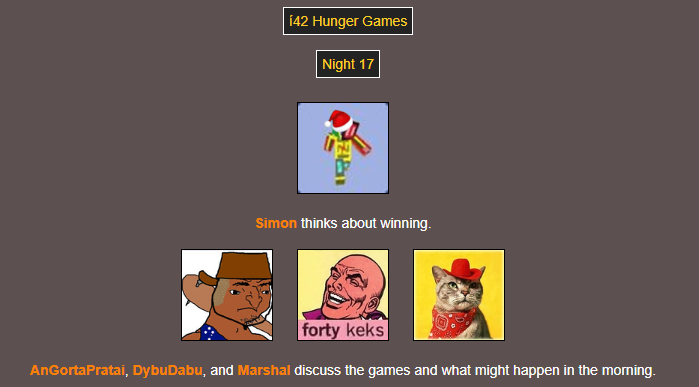 í42 Hunger Games
Night 17
Simon thinks about winning.
forty keks
AnGortaPratai, DybuDabu, and Marshal discuss the games and what might happen in the morning.